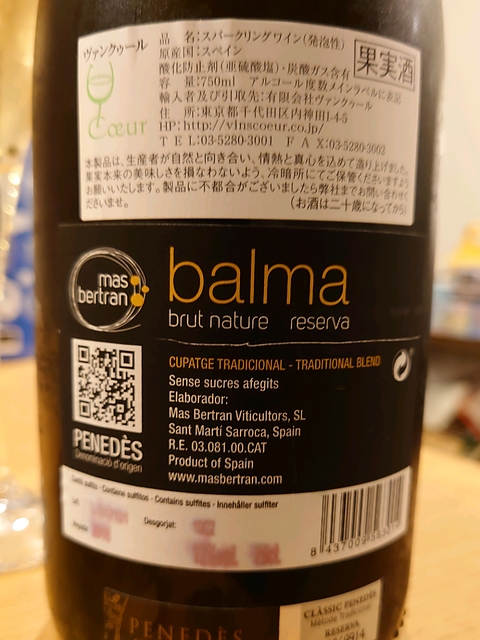 ヴァンクゥール
Cœur
品 名：スパークリングワイン（発泡性）
原産国：スペイン
酸化防止剤（亜硫酸塩）・炭酸ガス含有
容 量：750ml アルコール度数メインラベルに表記
輸入者及び引取先：有限会社ヴァンクゥール
住 所：東京都千代田区内神田1-4-5
HP:http://vinscoeur.co.jp/
TEL03-5280-3001 FAX:03-5280-3002
果実酒
本製品は、生産者が自然と向き合い、情熱と真心を込めて造り上げました。
果実本来の美味しさを損なわないよう、冷暗所にてご保管くださいますよう
お願いいたします。製品に不都合がございましたら弊社までお問い合わせく
ださいませ。 （お酒は二十歳になってから）
mas
bertran
balma
brut nature reserva
CUPATGE TRADICIONAL - TRADITIONAL BLEND
Sense sucres afegits
Elaborador:
Mas Bertran Viticultors, SL
Sant Martí Sarroca, Spain
R.E. 03.081.00.CAT
Product of Spain
www.masbertran.com
PENEDÈS
Denominació d'origen
Conté sulfits - Contiene sulfitos - Contains sulfites - Innehåller sulfiter
Lot:
Anyada:
Desgorjat:
PENEDÈS
CLÀSSIC PENEDÈS
Mètode Tradicional
RESERVA